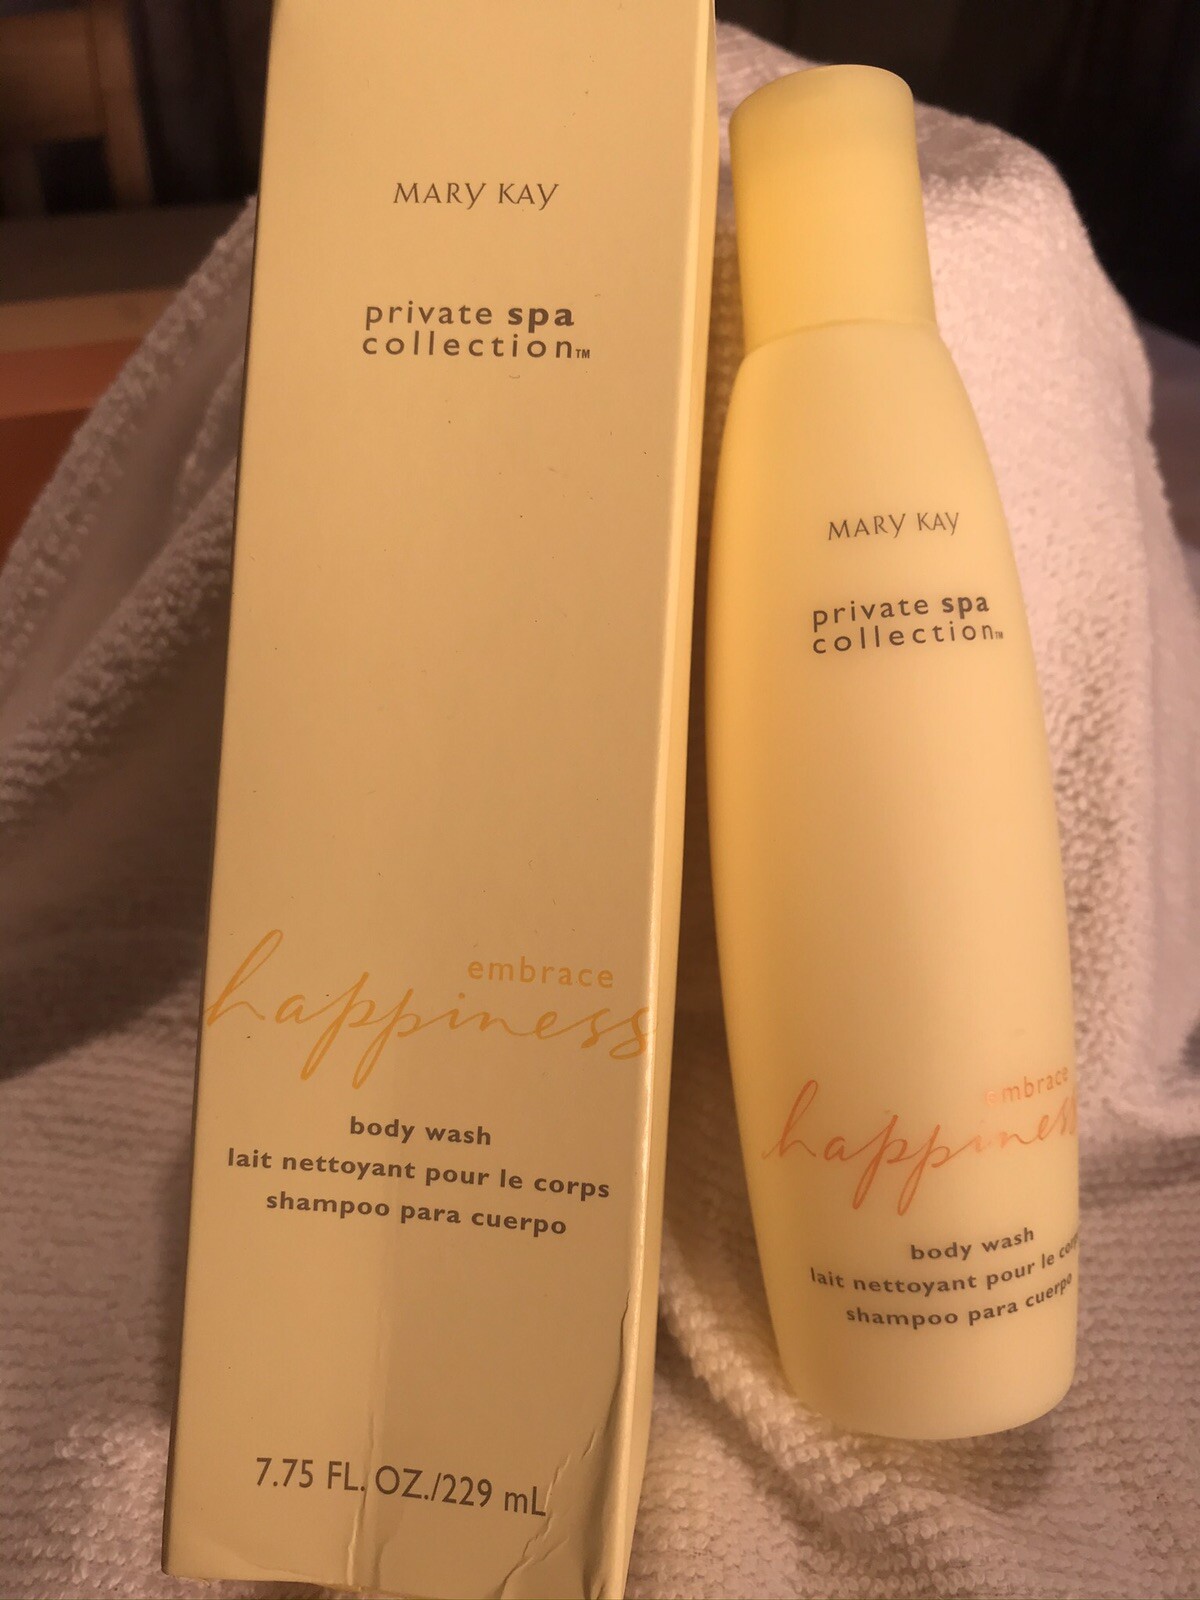 MARY KAY
private spa
collection™
embrace
happiness
body wash
lait nettoyant pour le corps
shampoo para cuerpo
7.75 FL. OZ./229 mL
MARY KAY
private spa
collection™
embrace
happiness
body wash
lait nettoyant pour le corps
shampoo para cuerpo